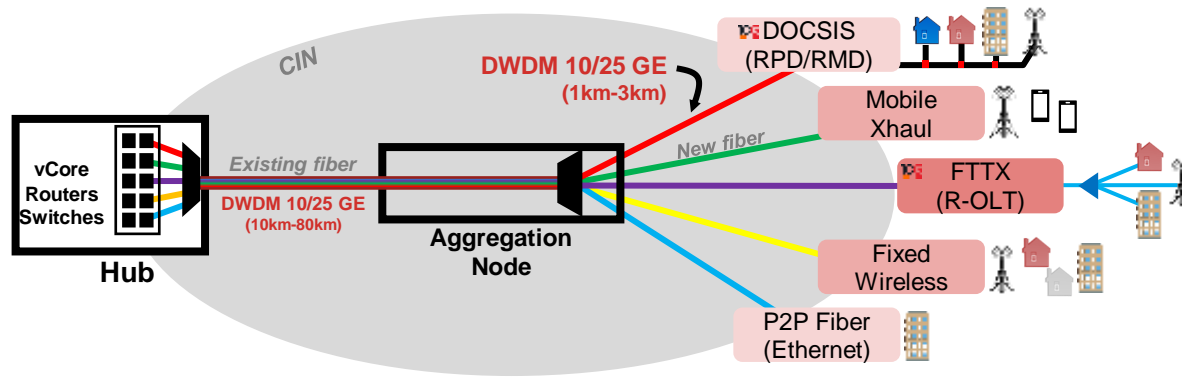 CIN
DOCSIS
(RPD/RMD)
DWDM 10/25 GE
(1km-3km)
Mobile
Xhaul
New fiber
vCore
Routers
Switches
Existing fiber
DWDM 10/25 GE
(10km-80km)
FTTX
(R-OLT)
Aggregation
Node
Hub
Fixed
Wireless
P2P Fiber
(Ethernet)